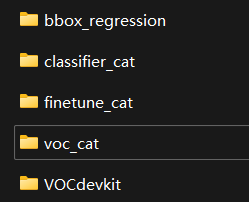 bbox_regression
classifier_cat
finetune_cat
voc_cat
VOCdevkit